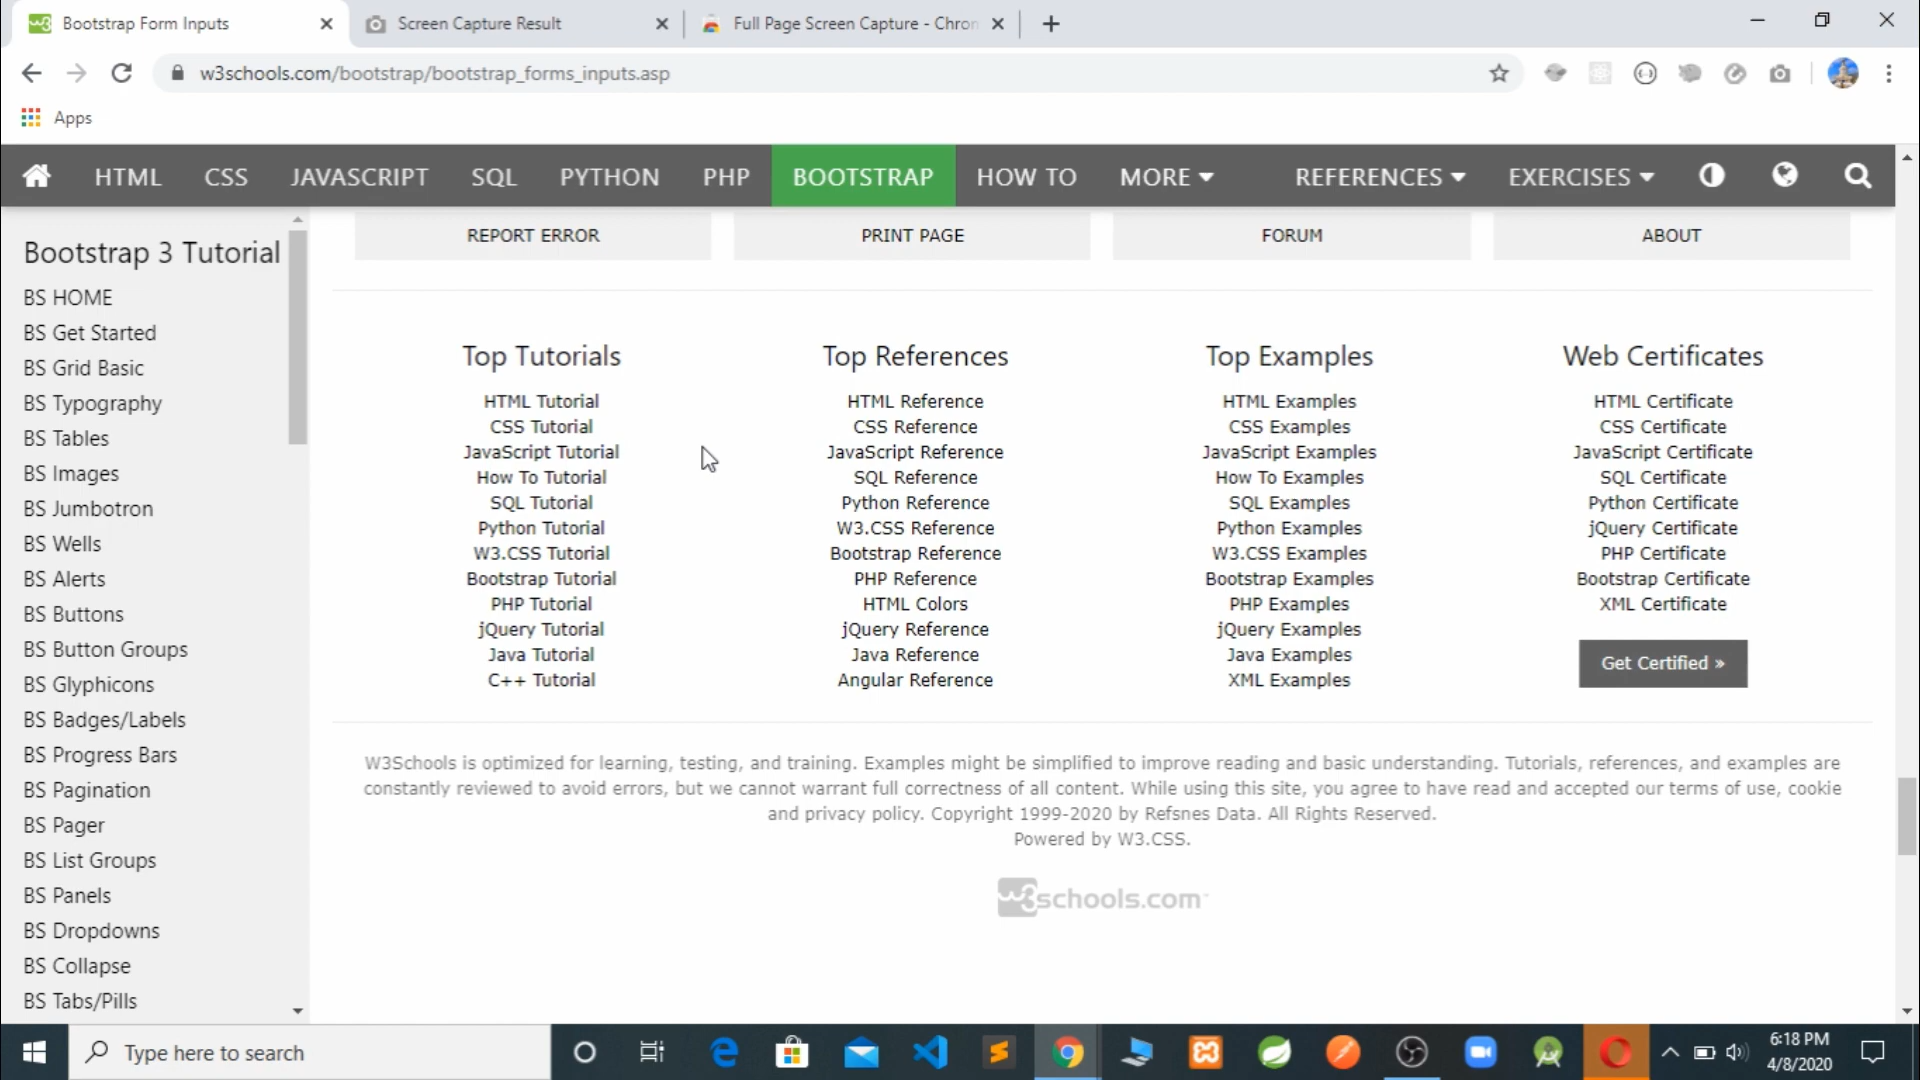 Bootstrap Form Inputs
Screen Capture Result
Full Page Screen Capture - Chron
w3schools.com/bootstrap/bootstrap_forms_inputs.asp
Apps
HTML CSS JAVASCRIPT SQL PYTHON PHP BOOTSTRAP HOW TO MORE REFERENCES EXERCISES
Bootstrap 3 Tutorial
BS HOME
BS Get Started
BS Grid Basic
BS Typography
BS Tables
BS Images
BS Jumbotron
BS Wells
BS Alerts
BS Buttons
BS Button Groups
BS Glyphicons
BS Badges/Labels
BS Progress Bars
BS Pagination
BS Pager
BS List Groups
BS Panels
BS Dropdowns
BS Collapse
BS Tabs/Pills
REPORT ERROR
PRINT PAGE
FORUM
ABOUT
Top Tutorials
HTML Tutorial
CSS Tutorial
JavaScript Tutorial
How To Tutorial
SQL Tutorial
Python Tutorial
W3.CSS Tutorial
Bootstrap Tutorial
PHP Tutorial
jQuery Tutorial
Java Tutorial
C++ Tutorial
Top References
HTML Reference
CSS Reference
JavaScript Reference
SQL Reference
Python Reference
W3.CSS Reference
Bootstrap Reference
PHP Reference
HTML Colors
jQuery Reference
Java Reference
Angular Reference
Top Examples
HTML Examples
CSS Examples
JavaScript Examples
How To Examples
SQL Examples
Python Examples
W3.CSS Examples
Bootstrap Examples
PHP Examples
jQuery Examples
Java Examples
XML Examples
Web Certificates
HTML Certificate
CSS Certificate
JavaScript Certificate
SQL Certificate
Python Certificate
jQuery Certificate
PHP Certificate
Bootstrap Certificate
XML Certificate
Get Certified »
W3Schools is optimized for learning, testing, and training. Examples might be simplified to improve reading and basic understanding. Tutorials, references, and examples are
constantly reviewed to avoid errors, but we cannot warrant full correctness of all content. While using this site, you agree to have read and accepted our terms of use, cookie
and privacy policy. Copyright 1999-2020 by Refsnes Data. All Rights Reserved.
Powered by W3.CSS.
w3schools.com
Type here to search
6:18 PM
4/8/2020